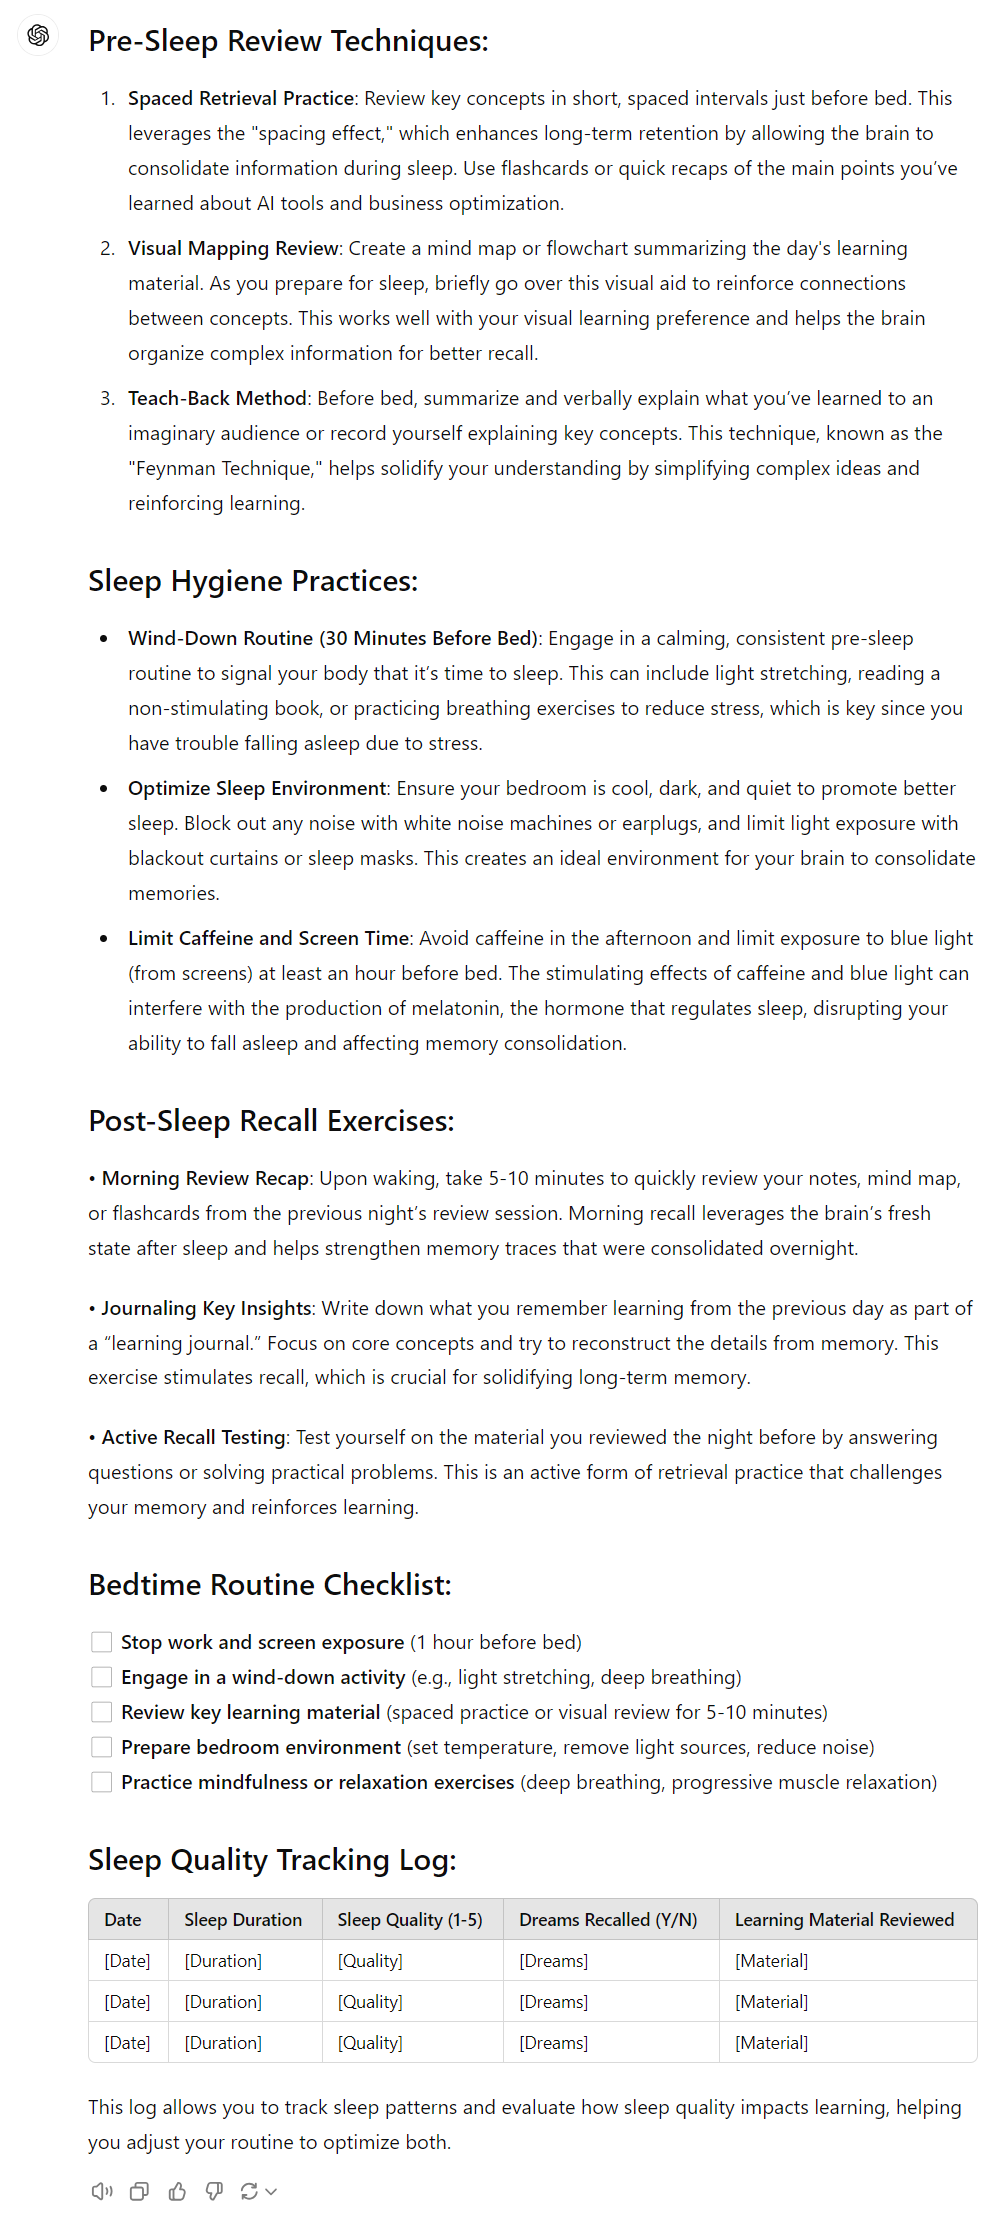 Pre-Sleep Review Techniques:
1. Spaced Retrieval Practice: Review key concepts in short, spaced intervals just before bed. This
leverages the "spacing effect," which enhances long-term retention by allowing the brain to
consolidate information during sleep. Use flashcards or quick recaps of the main points you’ve
learned about AI tools and business optimization.
2. Visual Mapping Review: Create a mind map or flowchart summarizing the day's learning
material. As you prepare for sleep, briefly go over this visual aid to reinforce connections
between concepts. This works well with your visual learning preference and helps the brain
organize complex information for better recall.
3. Teach-Back Method: Before bed, summarize and verbally explain what you’ve learned to an
imaginary audience or record yourself explaining key concepts. This technique, known as the
"Feynman Technique," helps solidify your understanding by simplifying complex ideas and
reinforcing learning.
Sleep Hygiene Practices:
• Wind-Down Routine (30 Minutes Before Bed): Engage in a calming, consistent pre-sleep
routine to signal your body that it’s time to sleep. This can include light stretching, reading a
non-stimulating book, or practicing breathing exercises to reduce stress, which is key since you
have trouble falling asleep due to stress.
• Optimize Sleep Environment: Ensure your bedroom is cool, dark, and quiet to promote better
sleep. Block out any noise with white noise machines or earplugs, and limit light exposure with
blackout curtains or sleep masks. This creates an ideal environment for your brain to consolidate
memories.
• Limit Caffeine and Screen Time: Avoid caffeine in the afternoon and limit exposure to blue light
(from screens) at least an hour before bed. The stimulating effects of caffeine and blue light can
interfere with the production of melatonin, the hormone that regulates sleep, disrupting your
ability to fall asleep and affecting memory consolidation.
Post-Sleep Recall Exercises:
• Morning Review Recap: Upon waking, take 5-10 minutes to quickly review your notes, mind map,
or flashcards from the previous night’s review session. Morning recall leverages the brain’s fresh
state after sleep and helps strengthen memory traces that were consolidated overnight.
• Journaling Key Insights: Write down what you remember learning from the previous day as part of
a “learning journal.” Focus on core concepts and try to reconstruct the details from memory. This
exercise stimulates recall, which is crucial for solidifying long-term memory.
• Active Recall Testing: Test yourself on the material you reviewed the night before by answering
questions or solving practical problems. This is an active form of retrieval practice that challenges
your memory and reinforces learning.
Bedtime Routine Checklist:
Stop work and screen exposure (1 hour before bed)
Engage in a wind-down activity (e.g., light stretching, deep breathing)
Review key learning material (spaced practice or visual review for 5-10 minutes)
Prepare bedroom environment (set temperature, remove light sources, reduce noise)
Practice mindfulness or relaxation exercises (deep breathing, progressive muscle relaxation)
Sleep Quality Tracking Log:
Date Sleep Duration Sleep Quality (1-5) Dreams Recalled (Y/N) Learning Material Reviewed
[Date] [Duration] [Quality] [Dreams] [Material]
[Date] [Duration] [Quality] [Dreams] [Material]
[Date] [Duration] [Quality] [Dreams] [Material]
This log allows you to track sleep patterns and evaluate how sleep quality impacts learning, helping
you adjust your routine to optimize both.